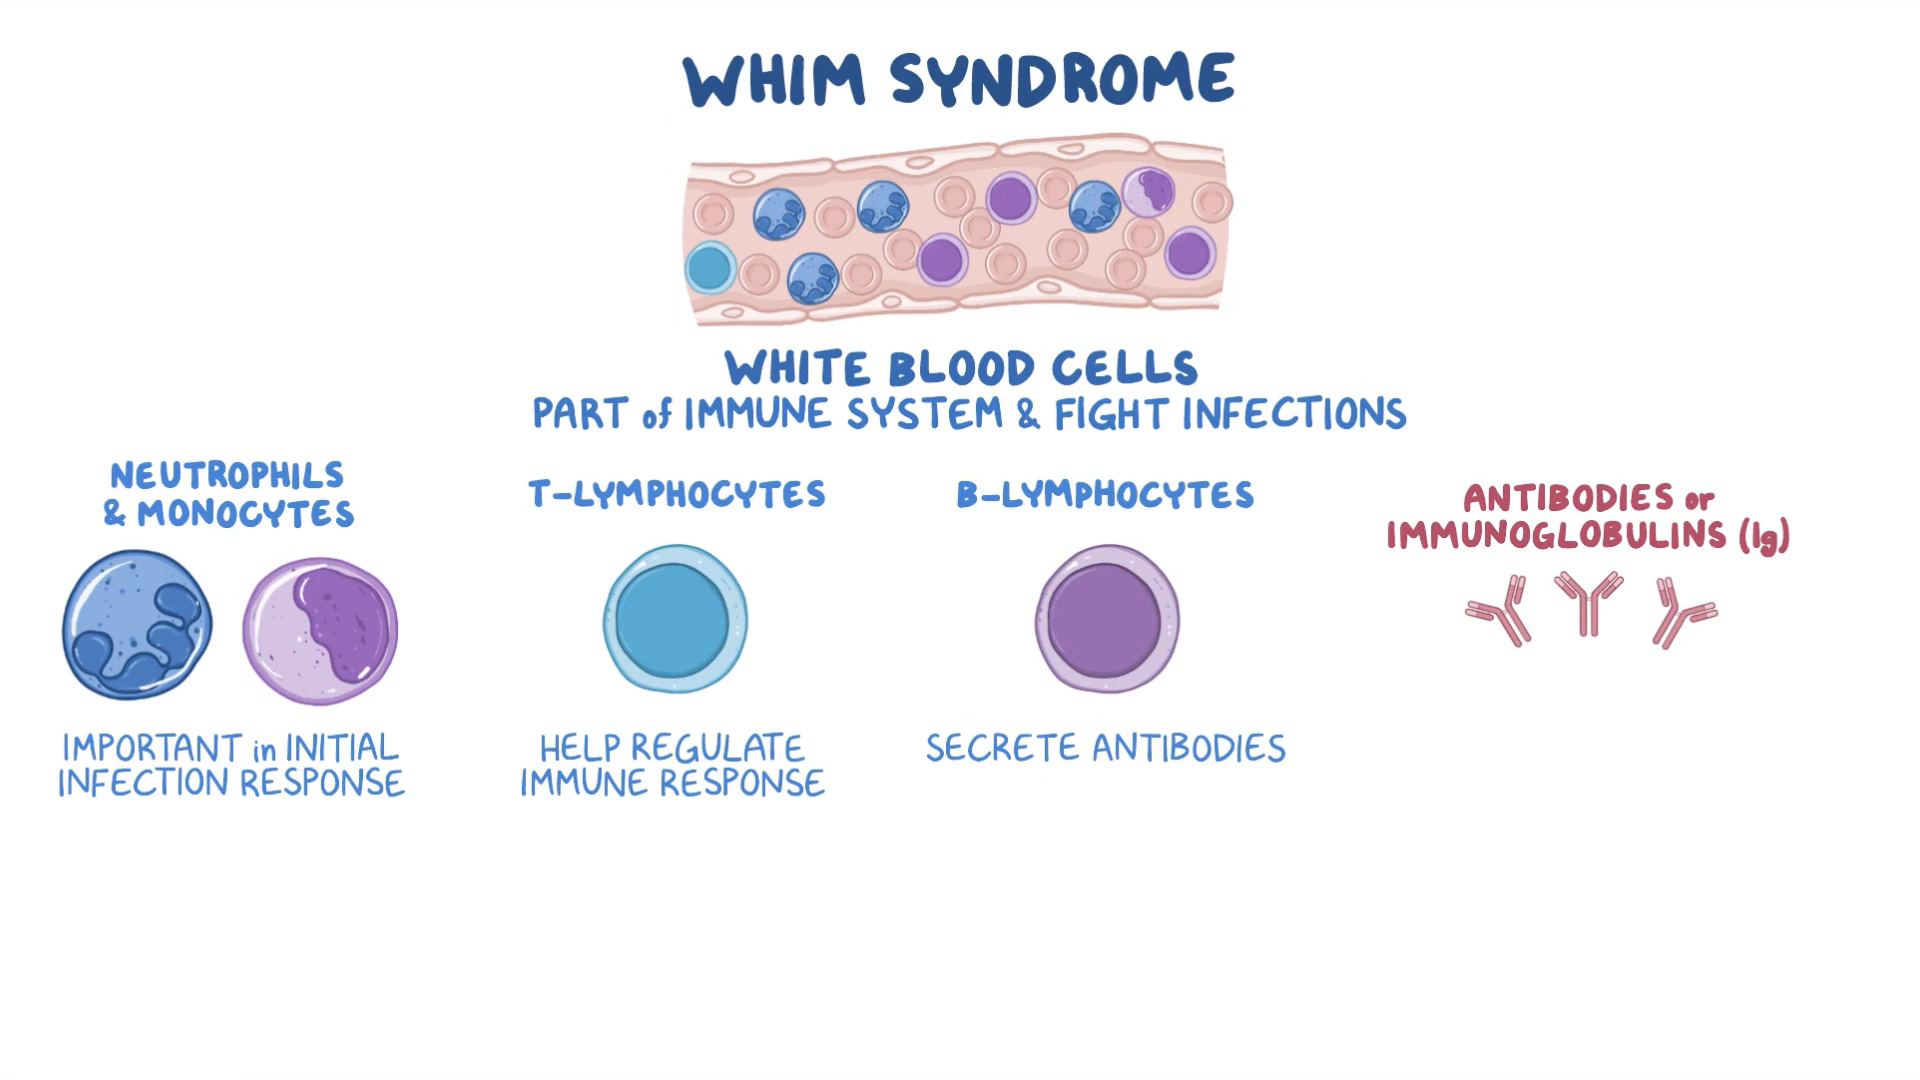 WHIM SYNDROME
WHITE BLOOD CELLS
PART of IMMUNE SYSTEM & FIGHT INFECTIONS
NEUTROPHILS
& MONOCYTES
IMPORTANT in INITIAL
INFECTION RESPONSE
T-LYMPHOCYTES
HELP REGULATE
IMMUNE RESPONSE
B-LYMPHOCYTES
SECRETE ANTIBODIES
ANTIBODIES or
IMMUNOGLOBULINS (Ig)